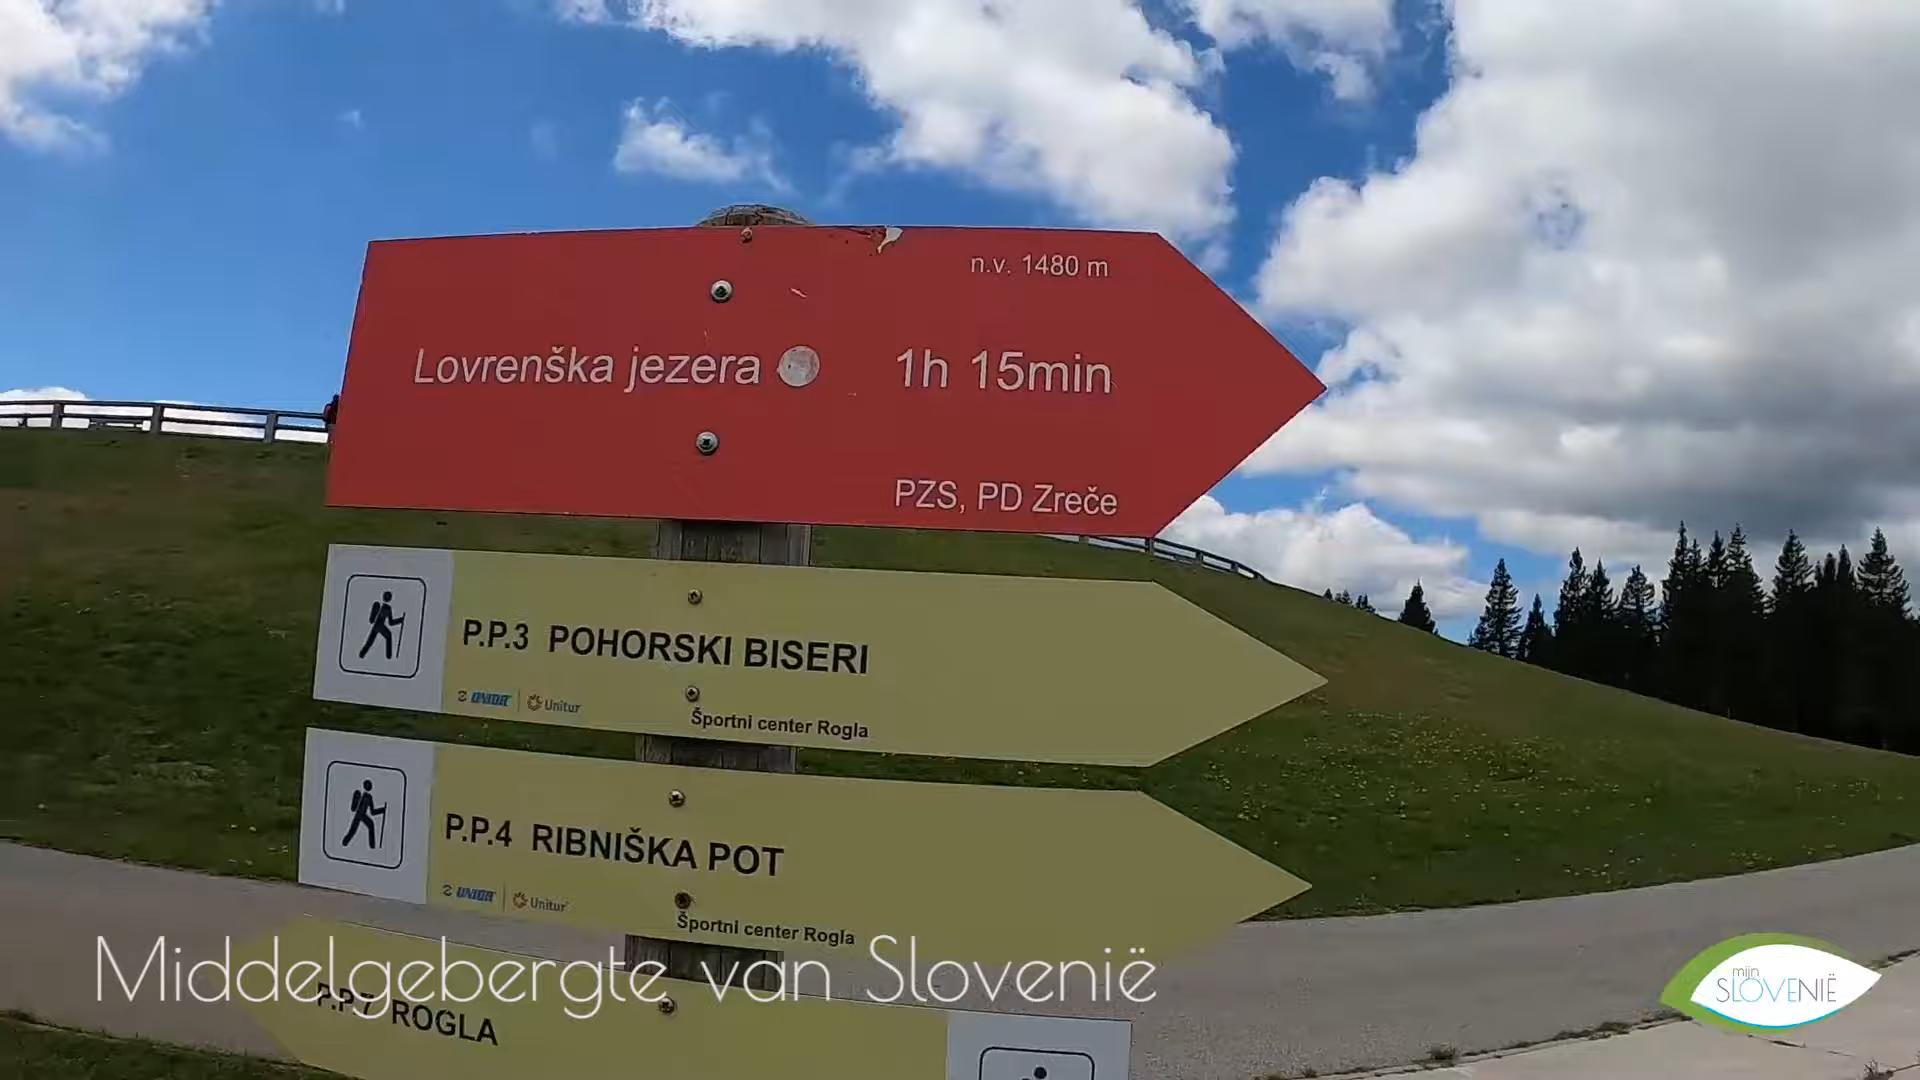 n.v. 1480 m
Lovrenška jezera 1h 15min
PZS, PD Zreče
P.P.3 POHORSKI BISERI
UNIOR Unitur
Športni center Rogla
P.P.4 RIBNIŠKA POT
UNIOR Unitur
Športni center Rogla
Middelgebergte van Slovenië
P.P.7 ROGLA
mijn
SLOVENIË